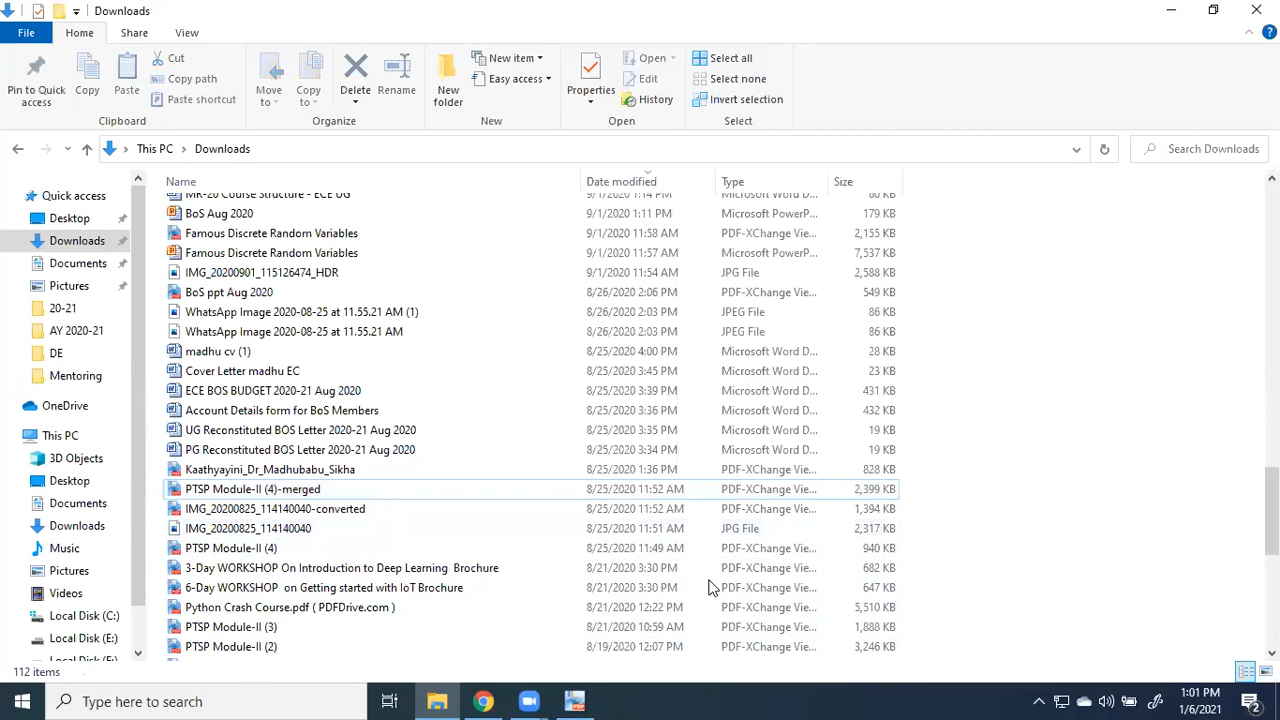 Downloads
File Home Share View
Pin to Quick access
Copy
Paste
Cut
Copy path
Paste shortcut
Clipboard
Move to
Copy to
Delete
Rename
Organize
New folder
New item
Easy access
New
Properties
Open
Edit
History
Open
Select all
Select none
Invert selection
Select
This PC Downloads
Search Downloads
Name Date modified Type Size
MR-20 Course Structure - ECE UG 9/1/2020 1:14 PM Microsoft Word D... 60 KB
BoS Aug 2020 9/1/2020 1:11 PM Microsoft PowerP... 179 KB
Famous Discrete Random Variables 9/1/2020 11:58 AM PDF-XChange Vie... 2,155 KB
Famous Discrete Random Variables 9/1/2020 11:57 AM Microsoft PowerP... 7,537 KB
IMG_20200901_115126474_HDR 9/1/2020 11:54 AM JPG File 2,588 KB
BoS ppt Aug 2020 8/26/2020 2:06 PM PDF-XChange Vie... 549 KB
WhatsApp Image 2020-08-25 at 11.55.21 AM (1) 8/26/2020 2:03 PM JPEG File 86 KB
WhatsApp Image 2020-08-25 at 11.55.21 AM 8/26/2020 2:03 PM JPEG File 86 KB
madhu cv (1) 8/25/2020 4:00 PM Microsoft Word D... 28 KB
Cover Letter madhu EC 8/25/2020 3:45 PM Microsoft Word D... 23 KB
ECE BOS BUDGET 2020-21 Aug 2020 8/25/2020 3:39 PM Microsoft Word D... 431 KB
Account Details form for BoS Members 8/25/2020 3:36 PM Microsoft Word D... 432 KB
UG Reconstituted BOS Letter 2020-21 Aug 2020 8/25/2020 3:35 PM Microsoft Word D... 19 KB
PG Reconstituted BOS Letter 2020-21 Aug 2020 8/25/2020 3:34 PM Microsoft Word D... 19 KB
Kaathyayini_Dr_Madhubabu_Sikha 8/25/2020 1:36 PM PDF-XChange Vie... 828 KB
PTSP Module-II (4)-merged 8/25/2020 11:52 AM PDF-XChange Vie... 2,399 KB
IMG_20200825_114140040-converted 8/25/2020 11:52 AM PDF-XChange Vie... 1,394 KB
IMG_20200825_114140040 8/25/2020 11:51 AM JPG File 2,317 KB
PTSP Module-II (4) 8/25/2020 11:49 AM PDF-XChange Vie... 940 KB
3-Day WORKSHOP On Introduction to Deep Learning Brochure 8/21/2020 3:30 PM PDF-XChange Vie... 682 KB
6-Day WORKSHOP on Getting started with IoT Brochure 8/21/2020 3:30 PM PDF-XChange Vie... 647 KB
Python Crash Course.pdf ( PDFDrive.com ) 8/21/2020 12:22 PM PDF-XChange Vie... 5,510 KB
PTSP Module-II (3) 8/21/2020 10:59 AM PDF-XChange Vie... 1,888 KB
PTSP Module-II (2) 8/19/2020 12:07 PM PDF-XChange Vie... 3,246 KB
Quick access
Desktop
Downloads
Documents
Pictures
20-21
AY 2020-21
DE
Mentoring
OneDrive
This PC
3D Objects
Desktop
Documents
Downloads
Music
Pictures
Videos
Local Disk (C:)
Local Disk (E:)
112 items
Type here to search
1:01 PM
1/6/2021
2